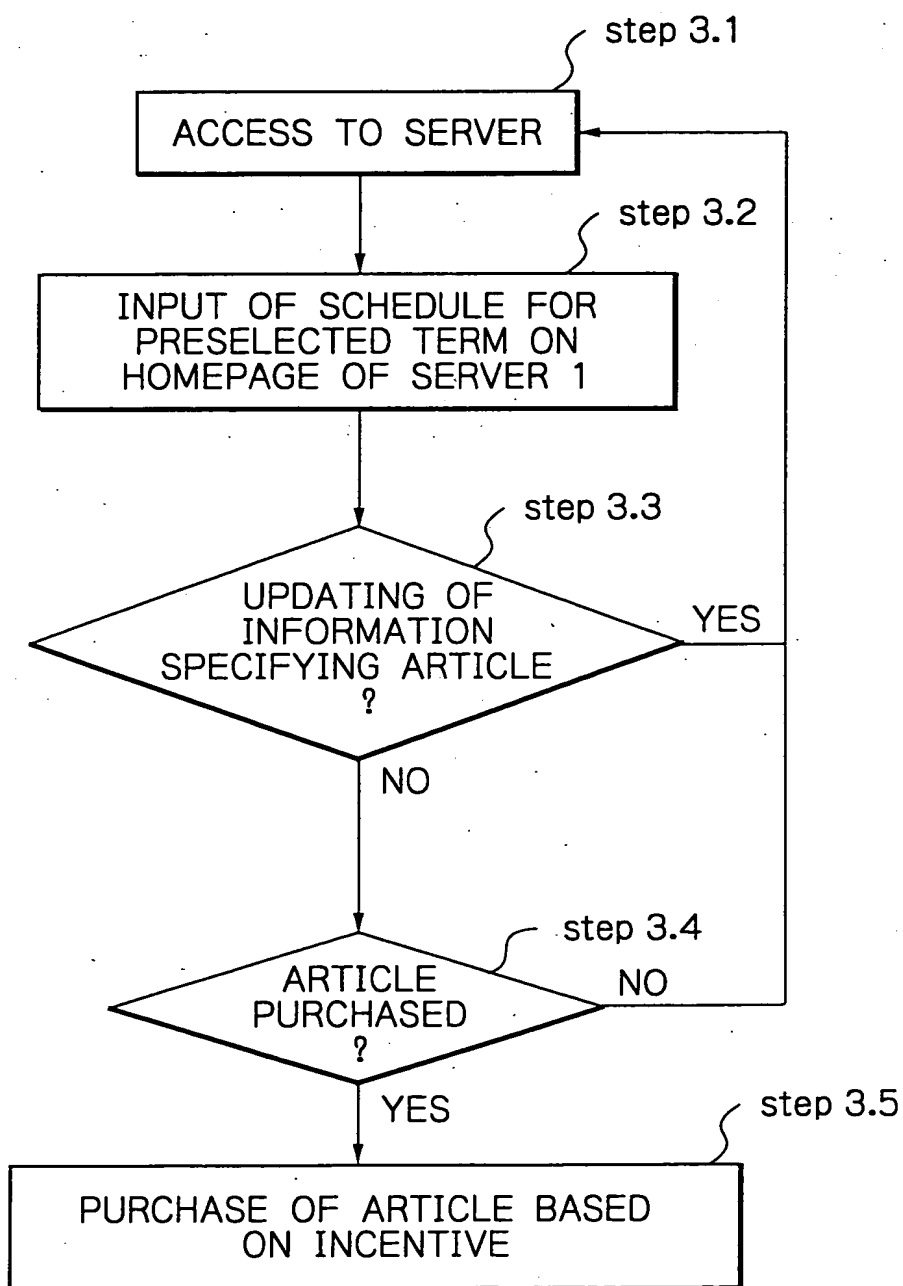 step 3.1
ACCESS TO SERVER
step 3.2
INPUT OF SCHEDULE FOR
PRESELECTED TERM ON
HOMEPAGE OF SERVER 1
step 3.3
UPDATING OF
INFORMATION
SPECIFYING ARTICLE
?
YES
NO
step 3.4
ARTICLE
PURCHASED
?
NO
YES
step 3.5
PURCHASE OF ARTICLE BASED
ON INCENTIVE